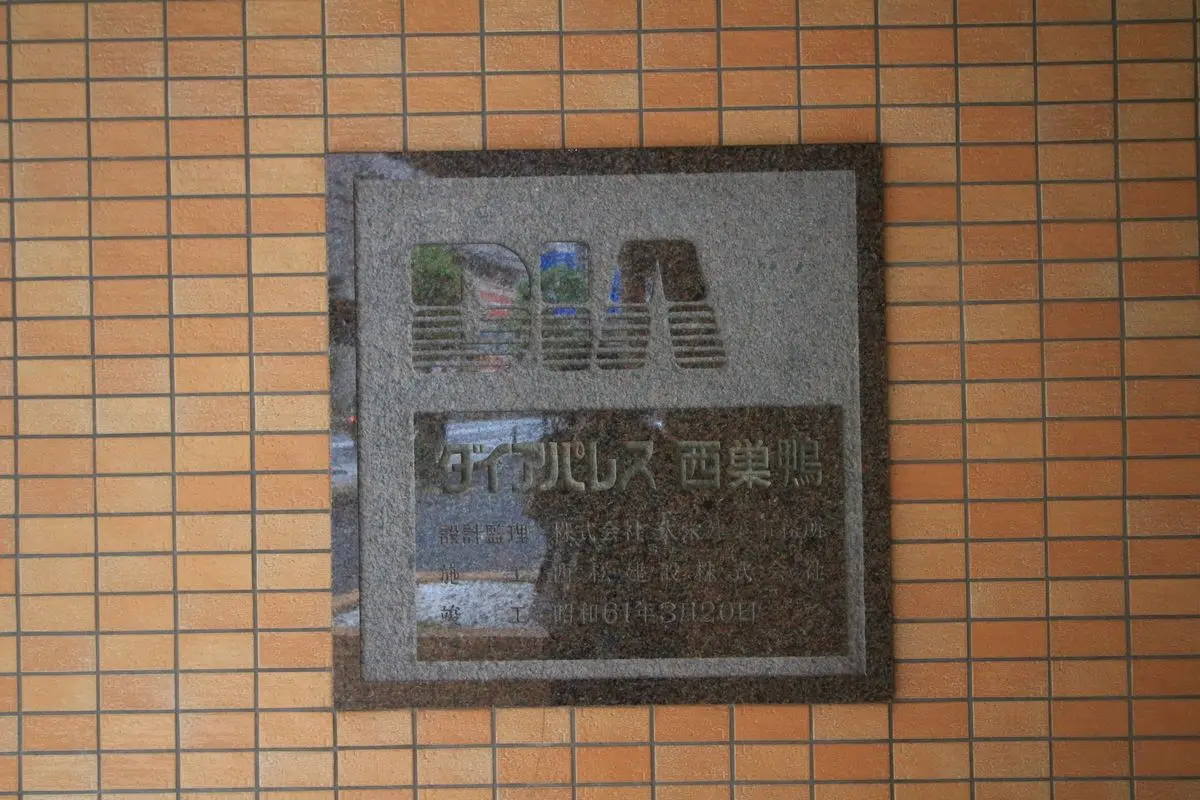 DIA
ダイアパレス 西巣鴨
設計監理 株式会社
施 工 建設株式会社
竣 工 昭和61年3月20日